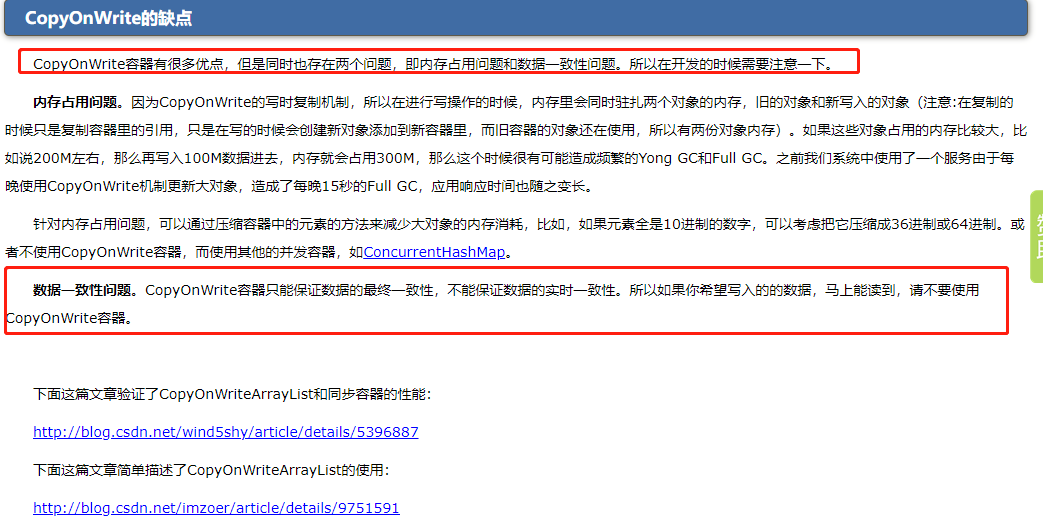 CopyOnWrite的缺点
CopyOnWrite容器有很多优点，但是同时也存在两个问题，即内存占用问题和数据一致性问题。所以在开发的时候需要注意一下。
内存占用问题。因为CopyOnWrite的写时复制机制，所以在进行写操作的时候，内存里会同时驻扎两个对象的内存，旧的对象和新写入的对象（注意:在复制的
时候只是复制容器里的引用，只是在写的时候会创建新对象添加到新容器里，而旧容器的对象还在使用，所以有两份对象内存）。如果这些对象占用的内存比较大，比
如说200M左右，那么再写入100M数据进去，内存就会占用300M，那么这个时候很有可能造成频繁的Yong GC和Full GC。之前我们系统中使用了一个服务由于每
晚使用CopyOnWrite机制更新大对象，造成了每晚15秒的Full GC，应用响应时间也随之变长。
针对内存占用问题，可以通过压缩容器中的元素的方法来减少大对象的内存消耗，比如，如果元素全是10进制的数字，可以考虑把它压缩成36进制或64进制。或
者不使用CopyOnWrite容器，而使用其他的并发容器，如ConcurrentHashMap。
数据一致性问题。CopyOnWrite容器只能保证数据的最终一致性，不能保证数据的实时一致性。所以如果你希望写入的的数据，马上能读到，请不要使用
CopyOnWrite容器。
下面这篇文章验证了CopyOnWriteArrayList和同步容器的性能：
http://blog.csdn.net/wind5shy/article/details/5396887
下面这篇文章简单描述了CopyOnWriteArrayList的使用：
http://blog.csdn.net/imzoer/article/details/9751591